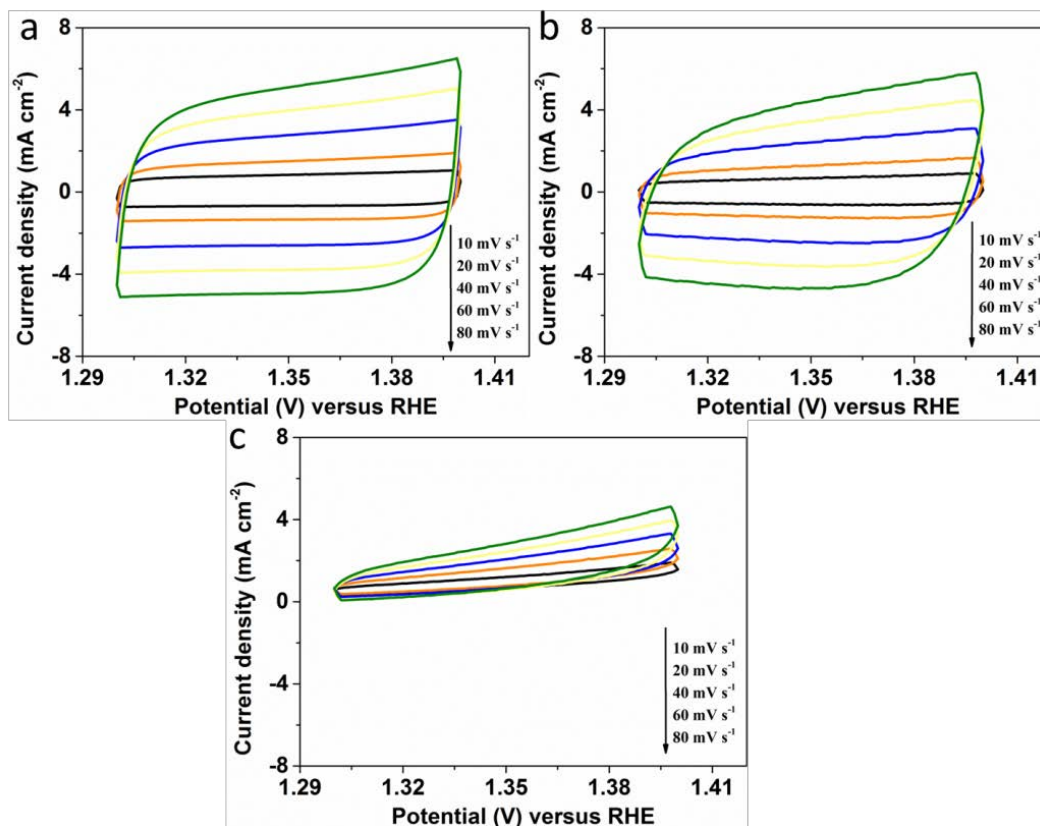 a
8
4
0
-4
-8
Current density (mA cm⁻²)
10 mV s⁻¹
20 mV s⁻¹
40 mV s⁻¹
60 mV s⁻¹
80 mV s⁻¹
1.29 1.32 1.35 1.38 1.41
Potential (V) versus RHE
b
8
4
0
-4
-8
Current density (mA cm⁻²)
10 mV s⁻¹
20 mV s⁻¹
40 mV s⁻¹
60 mV s⁻¹
80 mV s⁻¹
1.29 1.32 1.35 1.38 1.41
Potential (V) versus RHE
c
8
4
0
-4
-8
Current density (mA cm⁻²)
10 mV s⁻¹
20 mV s⁻¹
40 mV s⁻¹
60 mV s⁻¹
80 mV s⁻¹
1.29 1.32 1.35 1.38 1.41
Potential (V) versus RHE